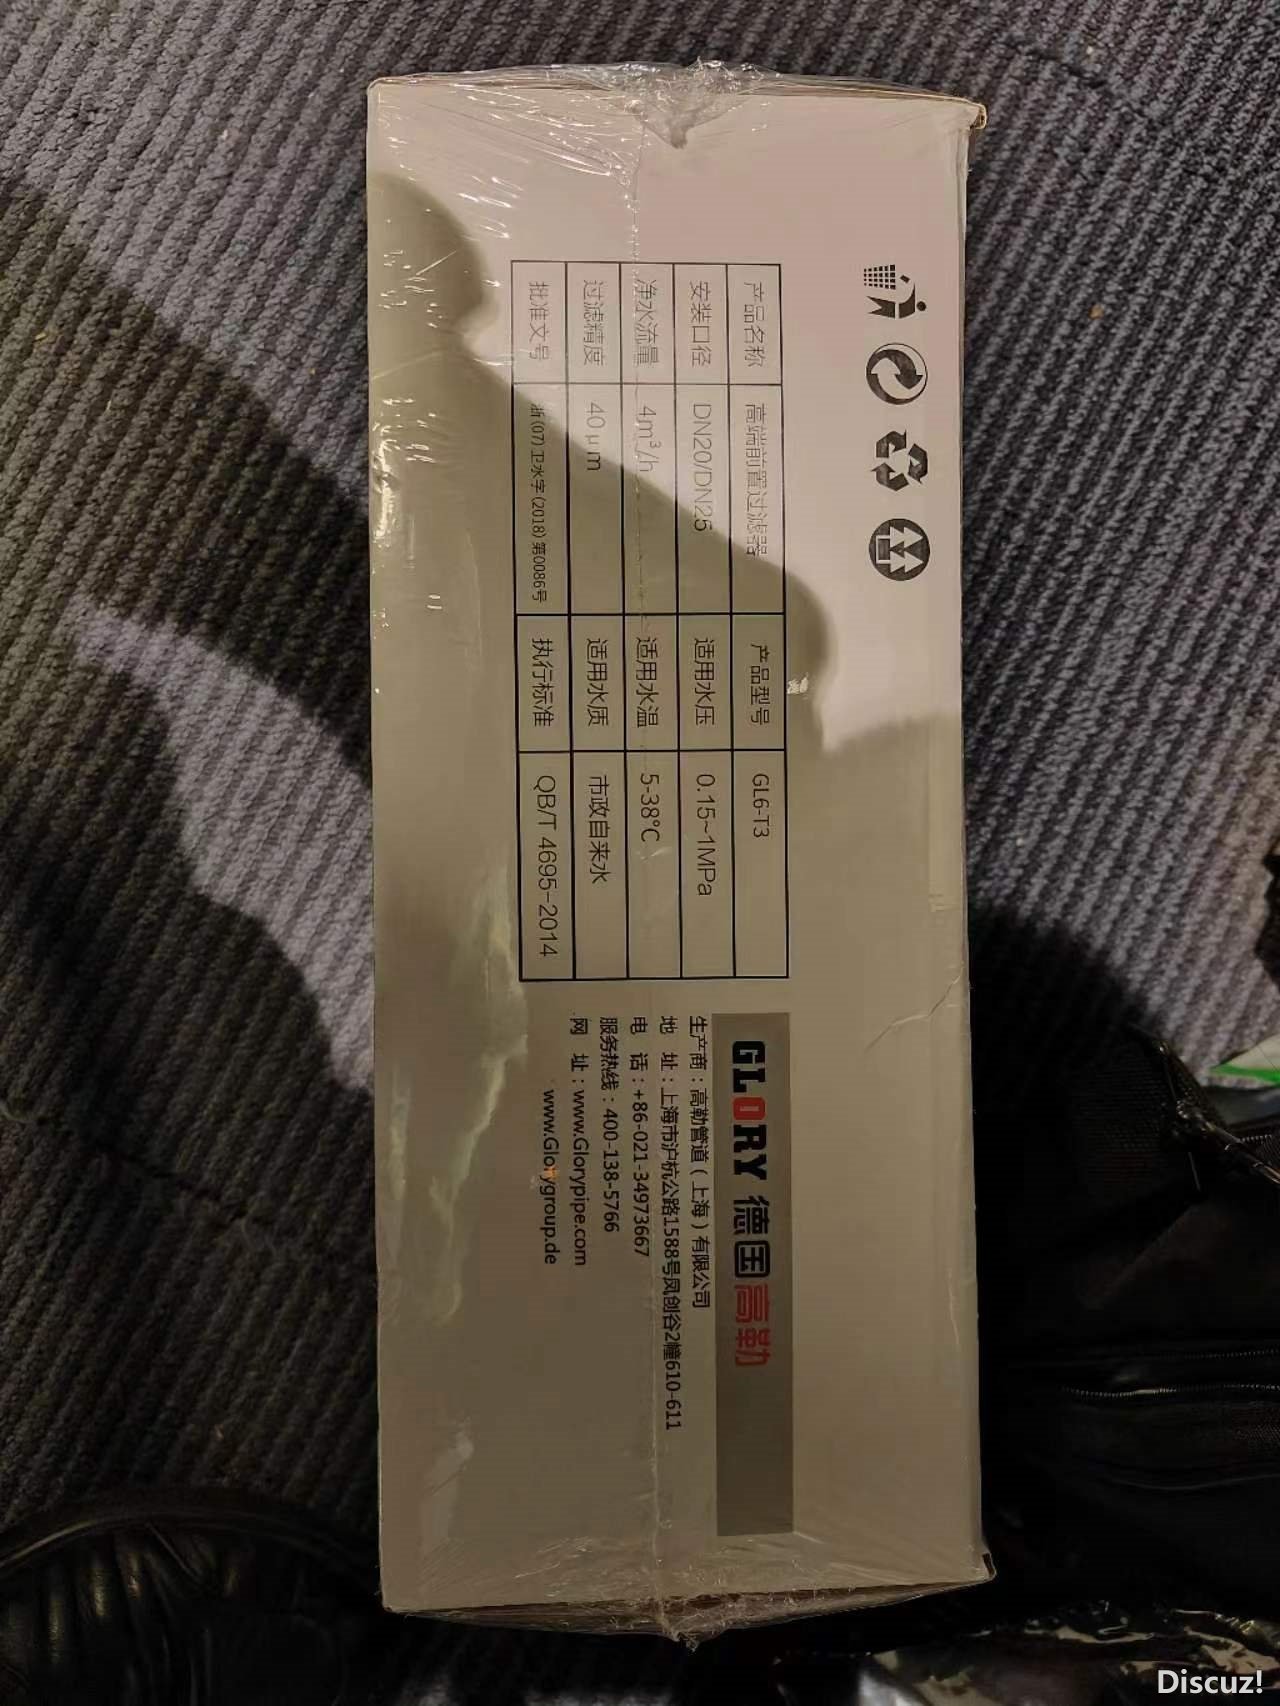 产品名称 高端前置过滤器 产品型号 GL6-T3
安装口径 DN20/DN25 适用水压 0.15~1MPa
净水流量 4m³/h 适用水温 5-38℃
过滤精度 40μm 适用水质 市政自来水
批准文号 浙(07)卫水字(2018)第0086号 执行标准 QB/T 4695-2014
GLORY 德国高勒
生产商：高勒管道（上海）有限公司
地 址：上海市沪杭公路1588号凤创谷2幢610-611
电 话：+86-021-34973667
服务热线：400-138-5766
网 址：www.Glorypipe.com
www.Glorygroup.de
Discuz!